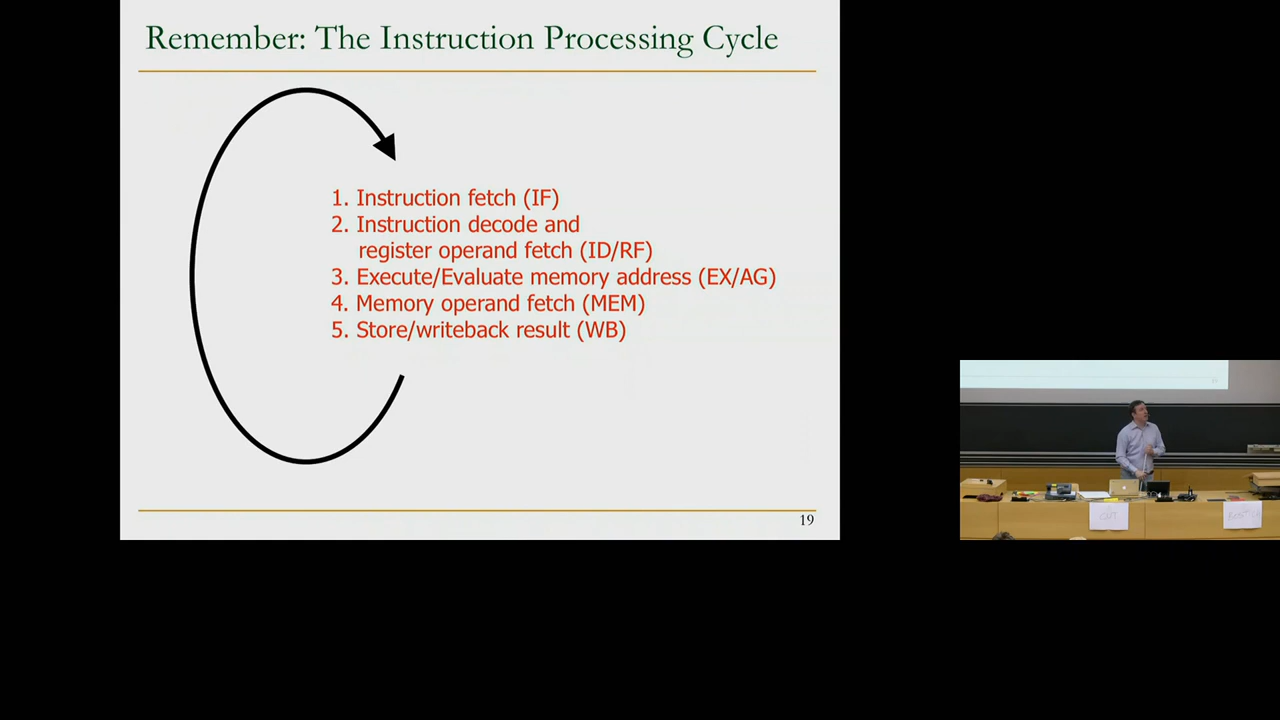 Remember: The Instruction Processing Cycle
1. Instruction fetch (IF)
2. Instruction decode and
register operand fetch (ID/RF)
3. Execute/Evaluate memory address (EX/AG)
4. Memory operand fetch (MEM)
5. Store/writeback result (WB)
19